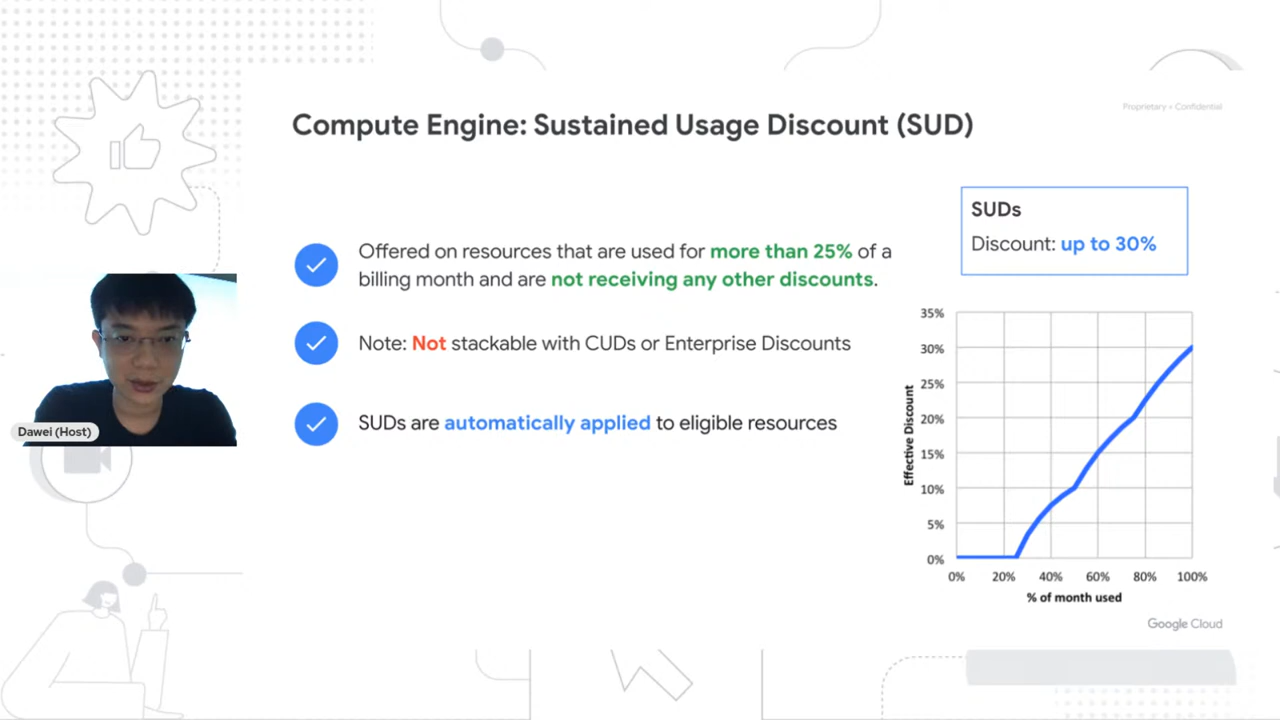 Proprietary + Confidential
Compute Engine: Sustained Usage Discount (SUD)
Offered on resources that are used for more than 25% of a
billing month and are not receiving any other discounts.
Note: Not stackable with CUDs or Enterprise Discounts
SUDs are automatically applied to eligible resources
SUDs
Discount: up to 30%
35%
30%
25%
20%
15%
10%
5%
0%
Effective Discount
0% 20% 40% 60% 80% 100%
% of month used
Google Cloud
Dawei (Host)